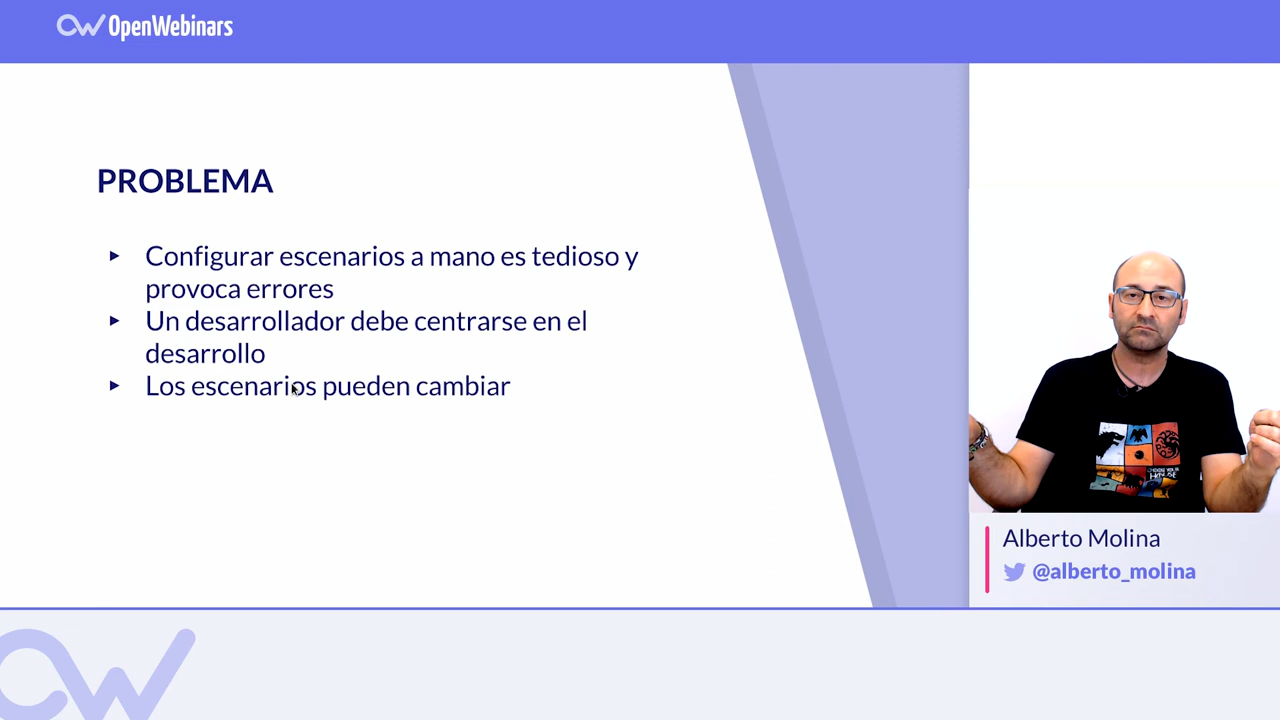 OpenWebinars
PROBLEMA
Configurar escenarios a mano es tedioso y
provoca errores
Un desarrollador debe centrarse en el
desarrollo
Los escenarios pueden cambiar
Alberto Molina
@alberto_molina